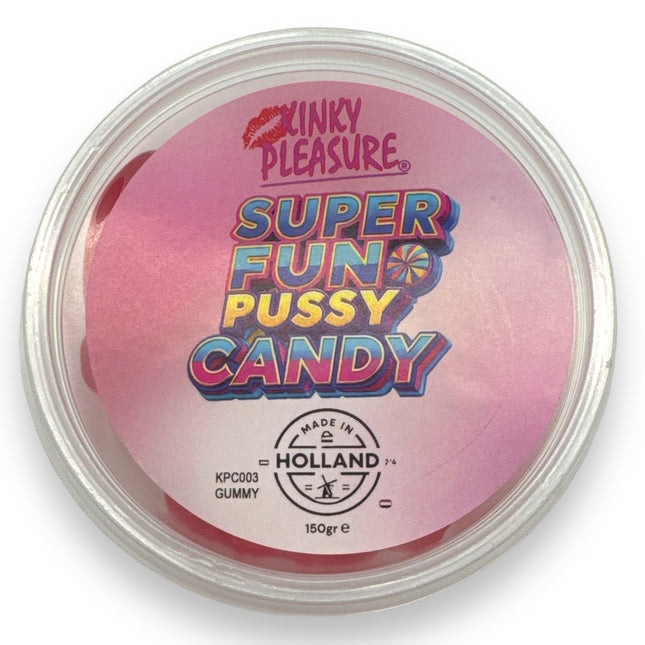 KINKY
PLEASURE®
SUPER
FUN
PUSSY
CANDY
MADE IN
HOLLAND
KPC003
GUMMY
150gr e